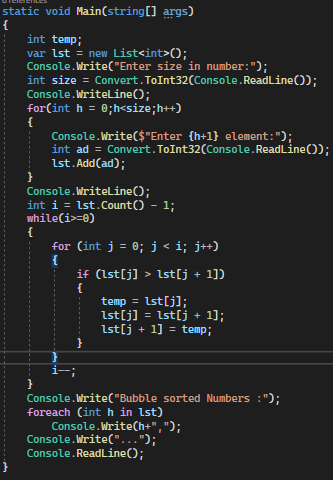 0 references
static void Main(string[] args)
{
int temp;
var lst = new List<int>();
Console.Write("Enter size in number:");
int size = Convert.ToInt32(Console.ReadLine());
Console.WriteLine();
for(int h = 0;h<size;h++)
{
Console.Write($"Enter {h+1} element:");
int ad = Convert.ToInt32(Console.ReadLine());
lst.Add(ad);
}
Console.WriteLine();
int i = lst.Count() - 1;
while(i>=0)
{
for (int j = 0; j < i; j++)
{
if (lst[j] > lst[j + 1])
{
temp = lst[j];
lst[j] = lst[j + 1];
lst[j + 1] = temp;
}
}
i--;
}
Console.Write("Bubble sorted Numbers :");
foreach (int h in lst)
Console.Write(h+",");
Console.Write("...");
Console.ReadLine();
}